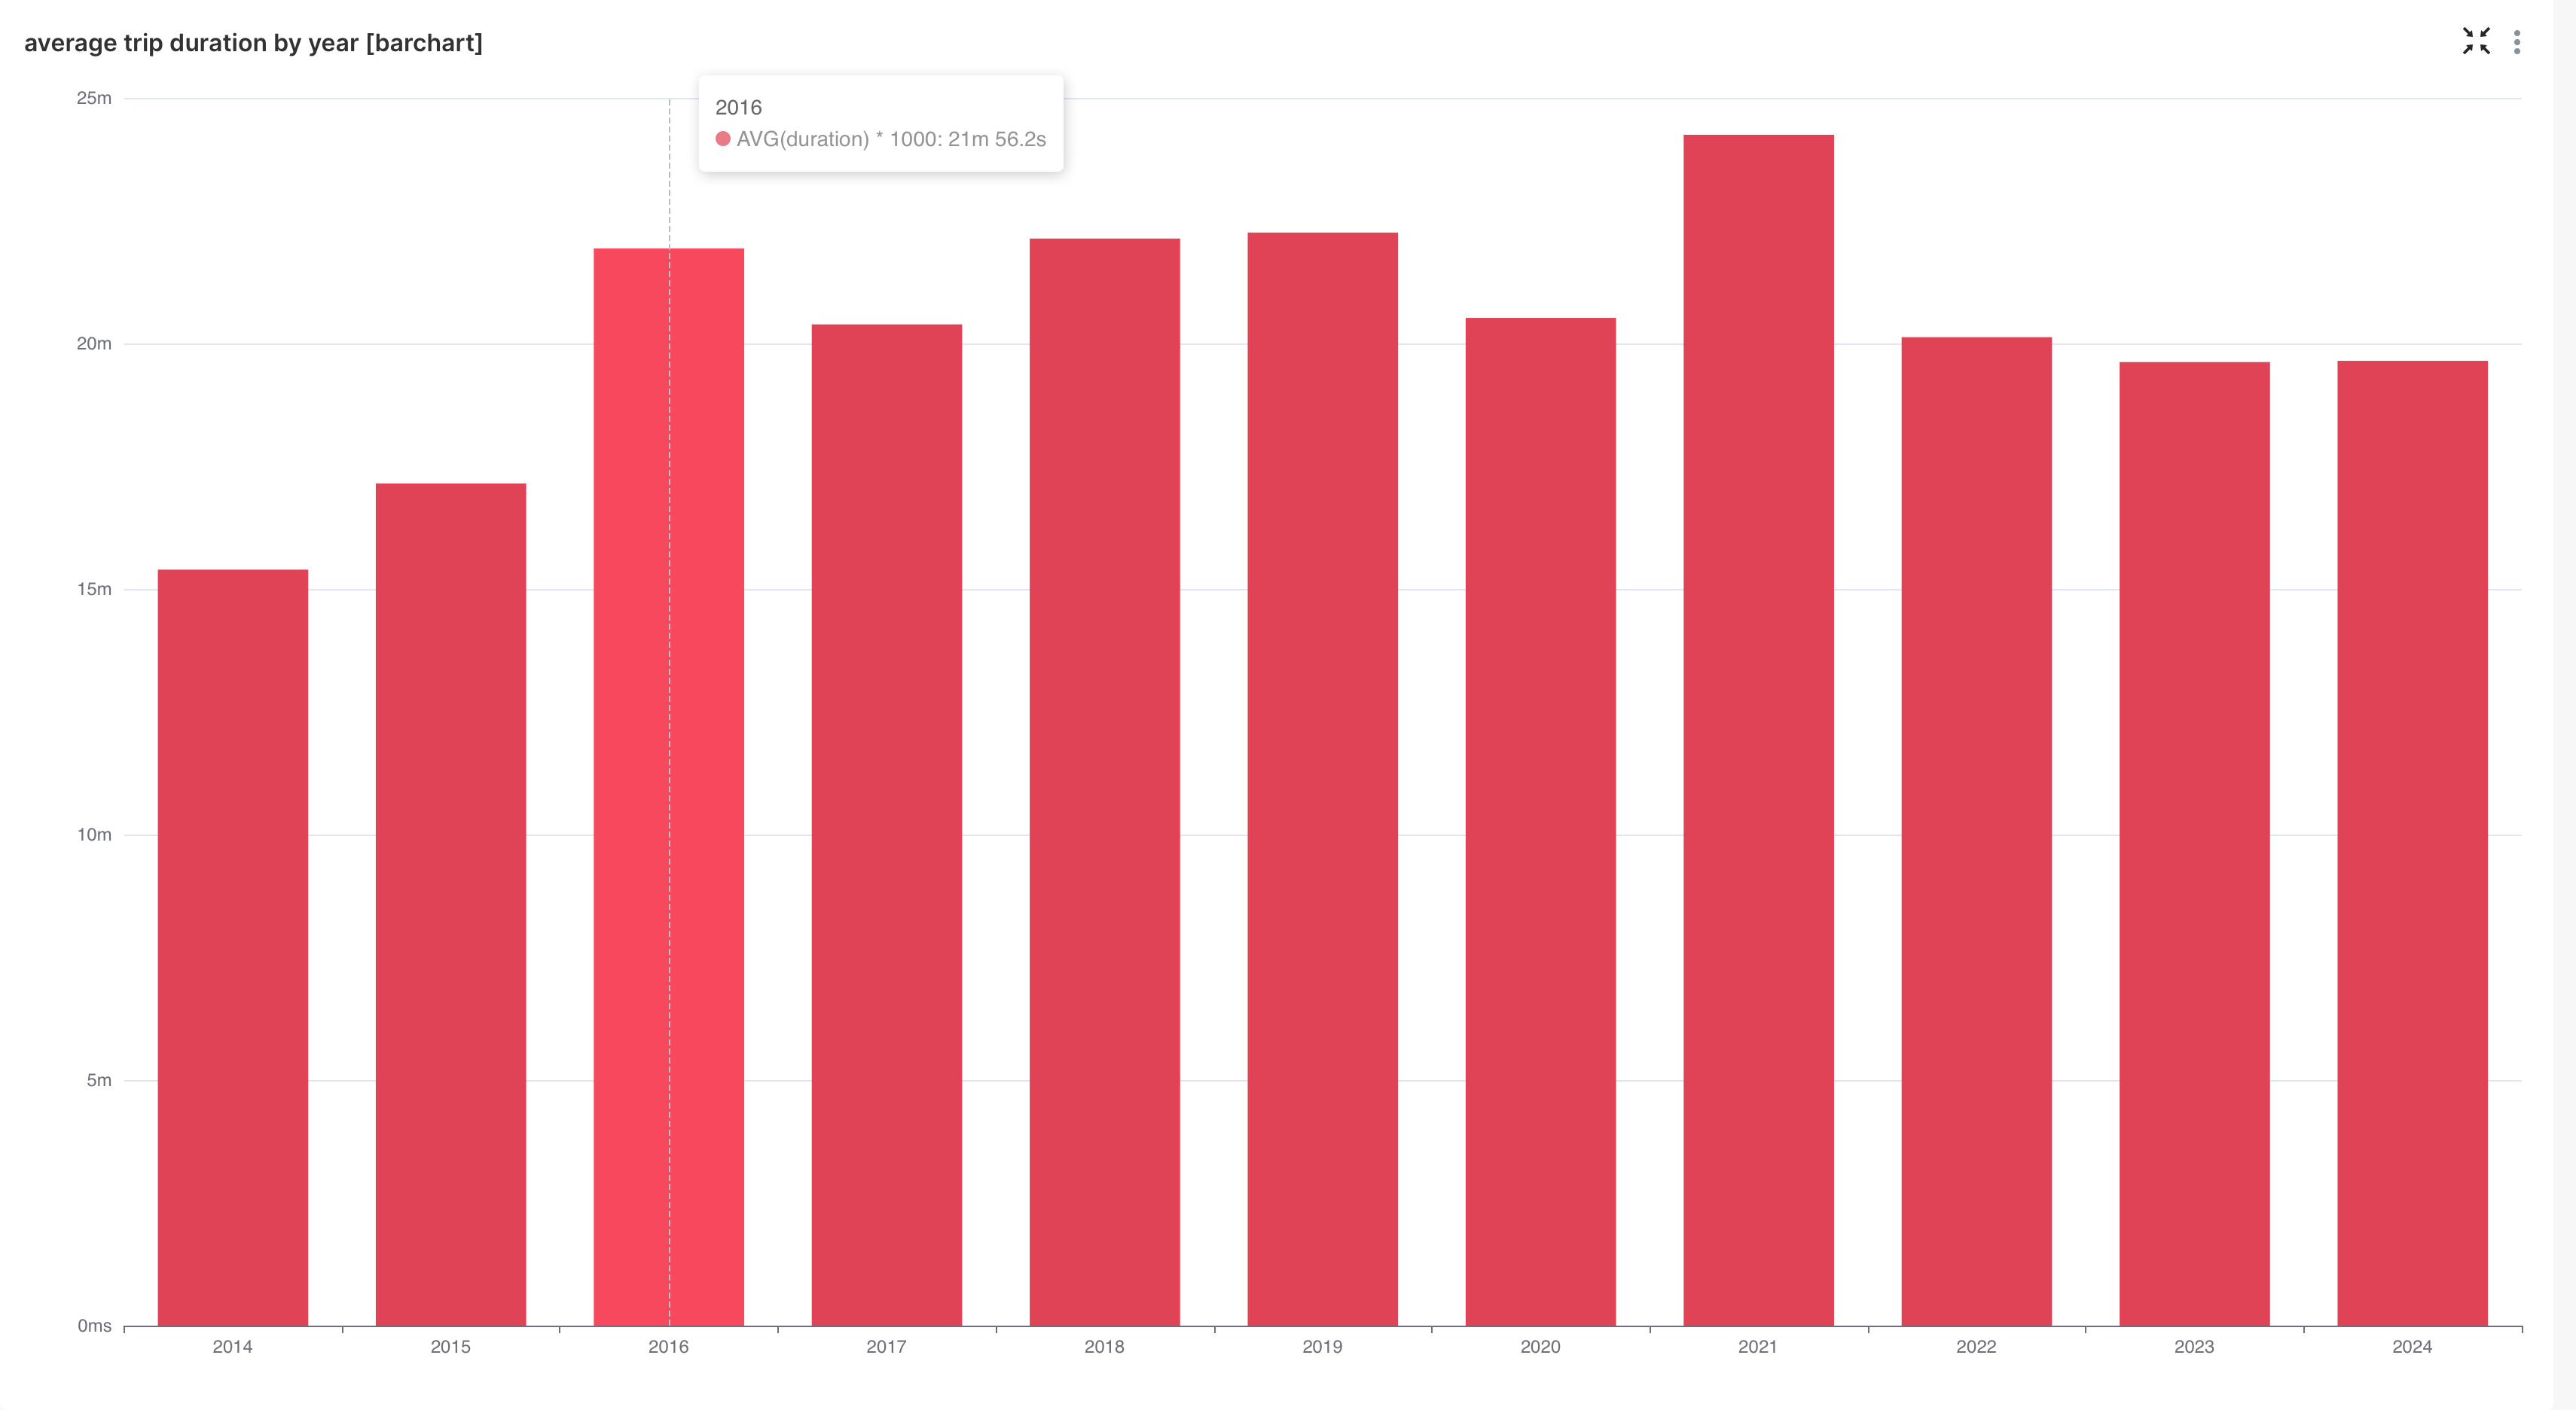 average trip duration by year [barchart]
2016
AVG(duration) * 1000: 21m 56.2s
25m
20m
15m
10m
5m
0ms
2014 2015 2016 2017 2018 2019 2020 2021 2022 2023 2024